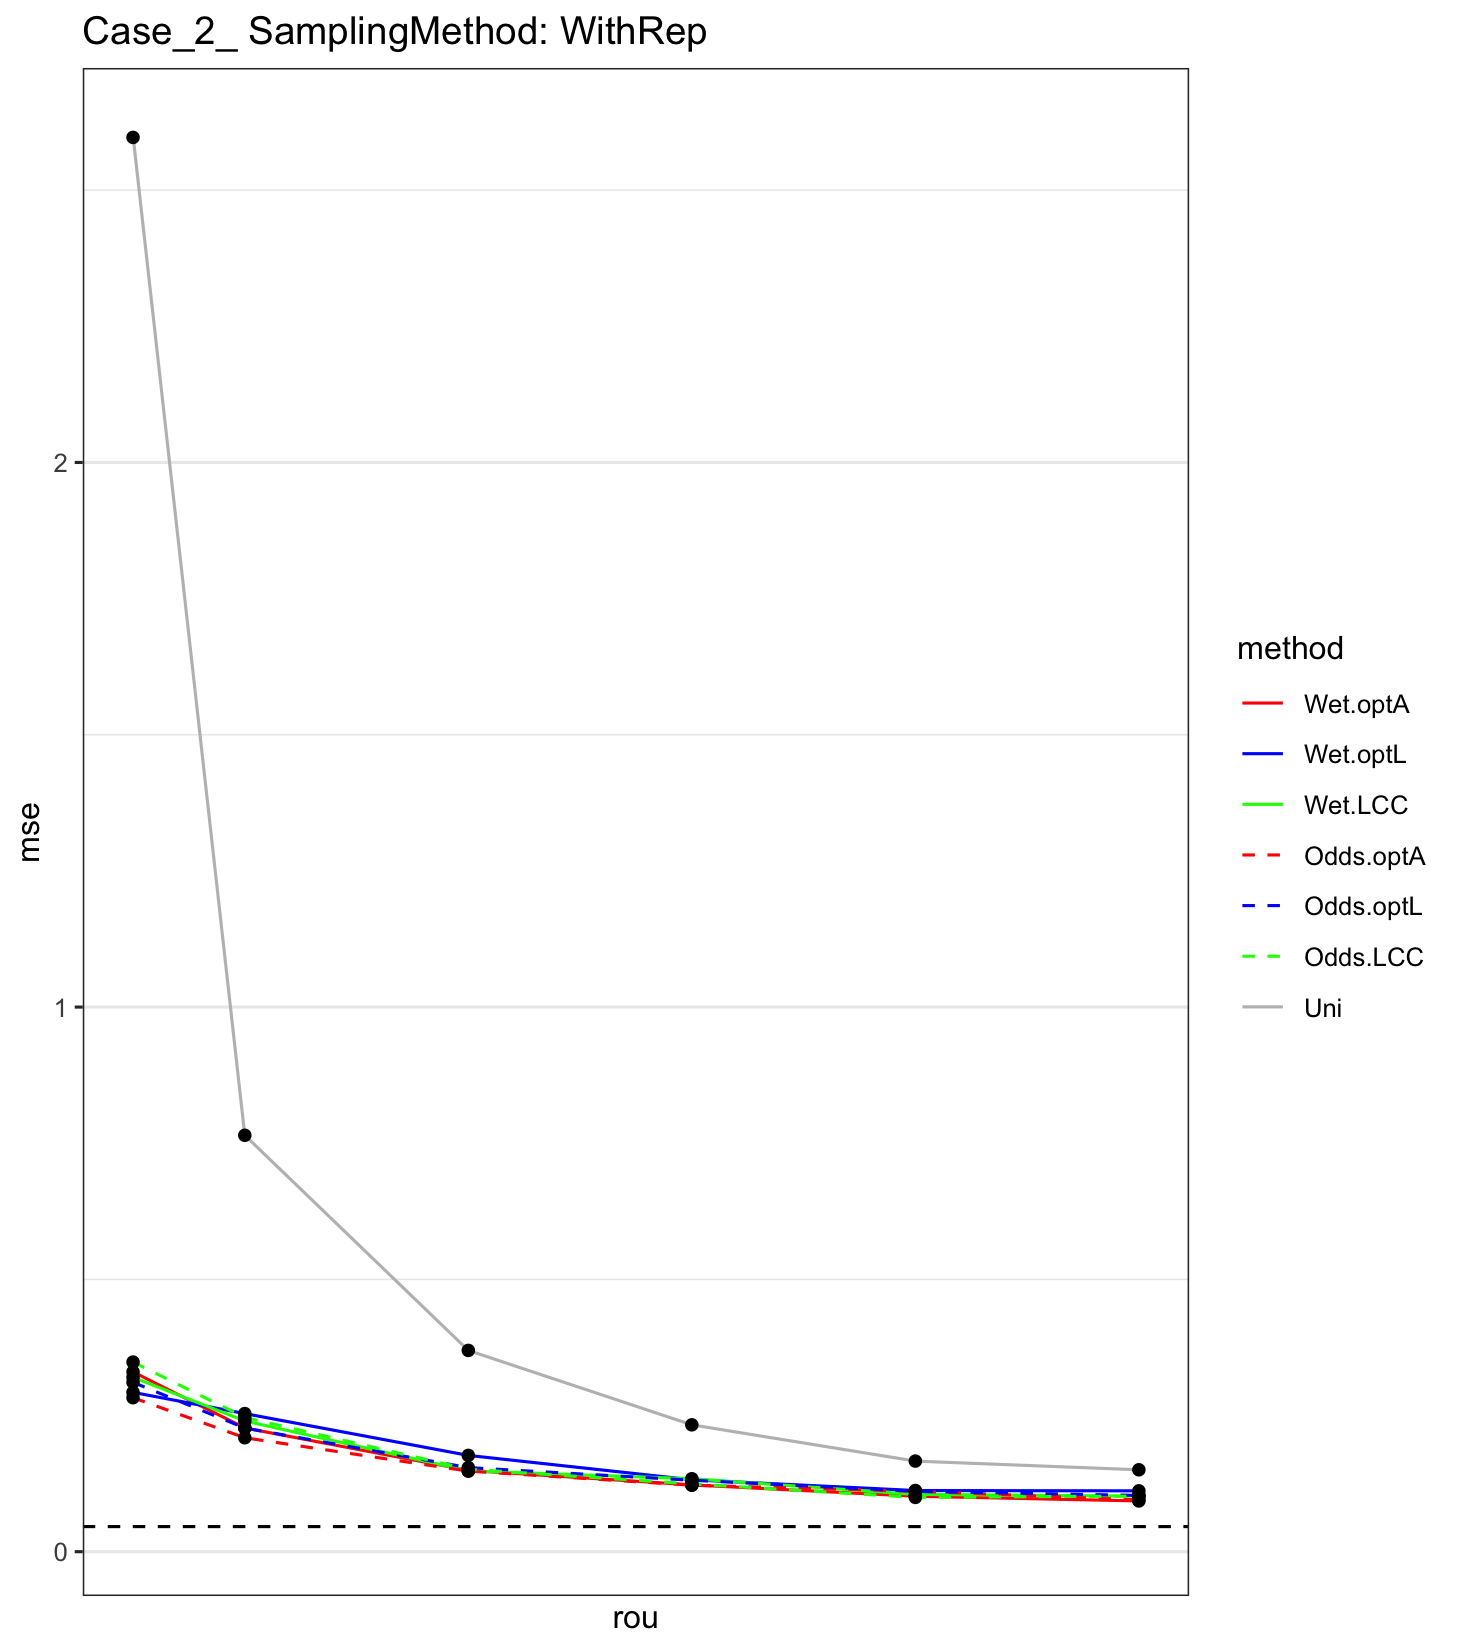 Case_2_ SamplingMethod: WithRep
2
1
0
mse
rou
method
Wet.optA
Wet.optL
Wet.LCC
Odds.optA
Odds.optL
Odds.LCC
Uni